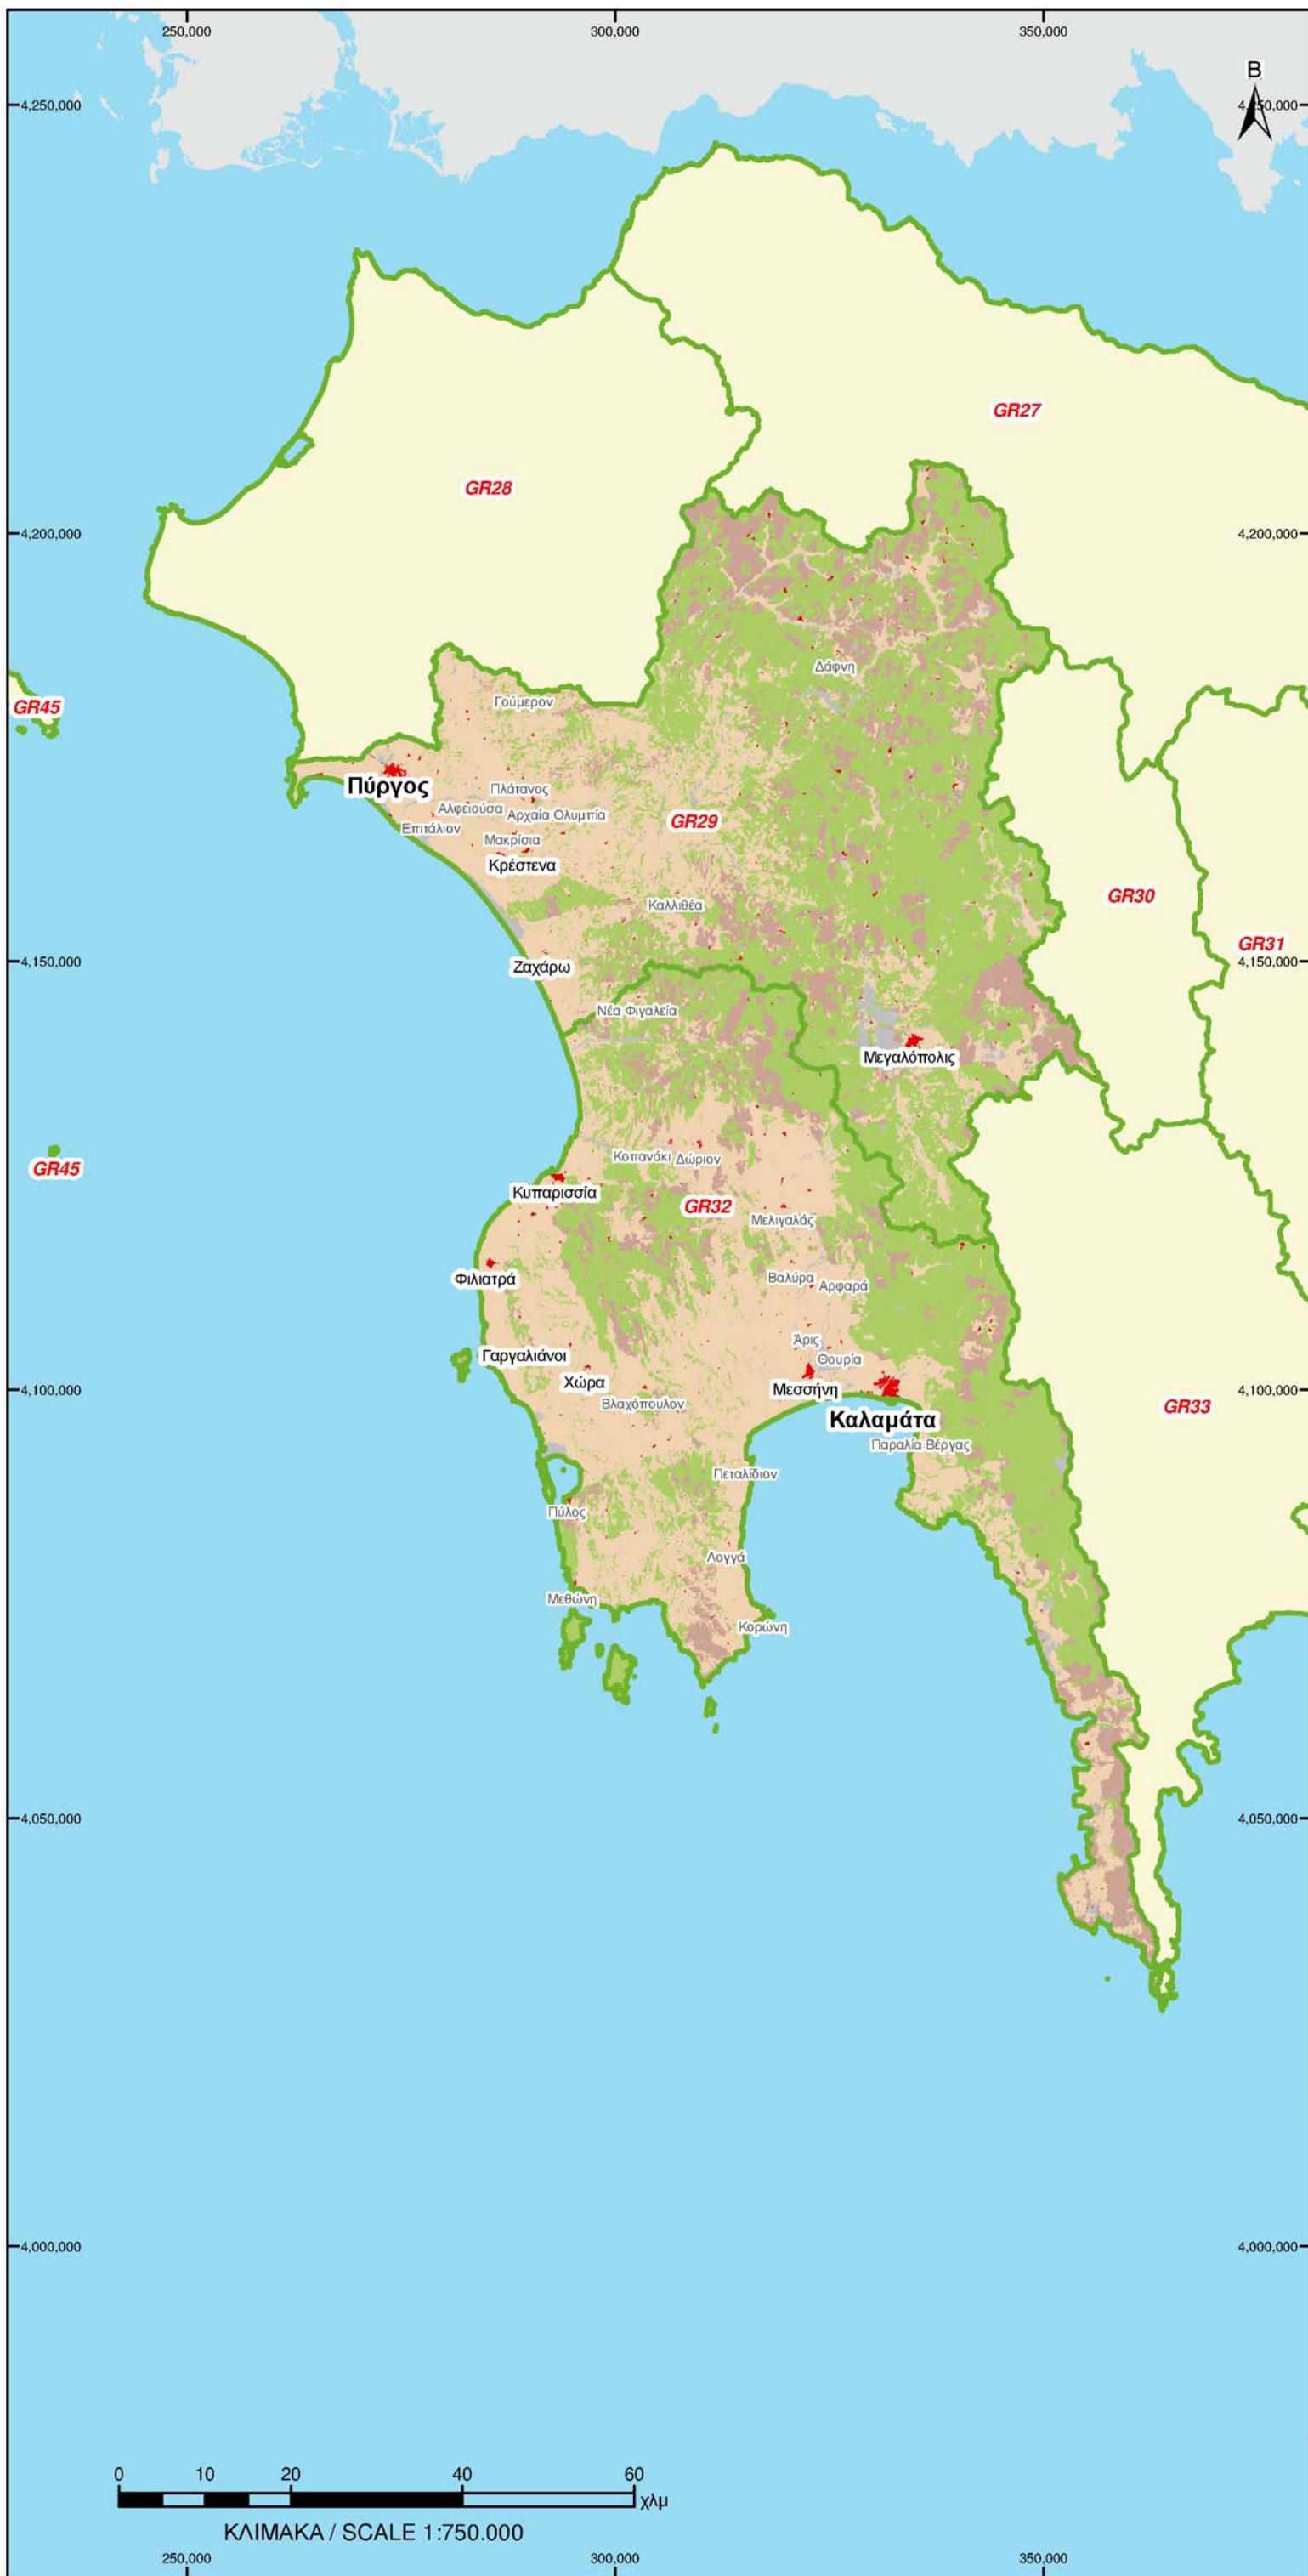 250,000
300,000
350,000
B
4,250,000
4,250,000
GR27
GR28
4,200,000
4,200,000
Δάφνη
Γούμερον
GR45
Πύργος
Πλάτανος
Αλφειούσα
Αρχαία Ολυμπία
GR29
Επιτάλιον
Μακρίσια
Κρέστενα
GR30
Καλλιθέα
GR31
4,150,000
4,150,000
Ζαχάρω
Νέα Φιγαλεία
Μεγαλόπολις
Κοπανάκι
Δώριον
GR45
Κυπαρισσία
GR32
Μελιγαλάς
Φιλιατρά
Βαλύρα
Αρφαρά
Άρις
Γαργαλιάνοι
Θουρία
Χώρα
Μεσσήνη
4,100,000
4,100,000
Βλαχόπουλον
GR33
Καλαμάτα
Παραλία Βέργας
Πεταλίδιον
Πύλος
Λογγά
Μεθώνη
Κορώνη
4,050,000
4,050,000
4,000,000
4,000,000
0 10 20 40 60
χλμ
ΚΛΙΜΑΚΑ / SCALE 1:750.000
250,000
300,000
350,000